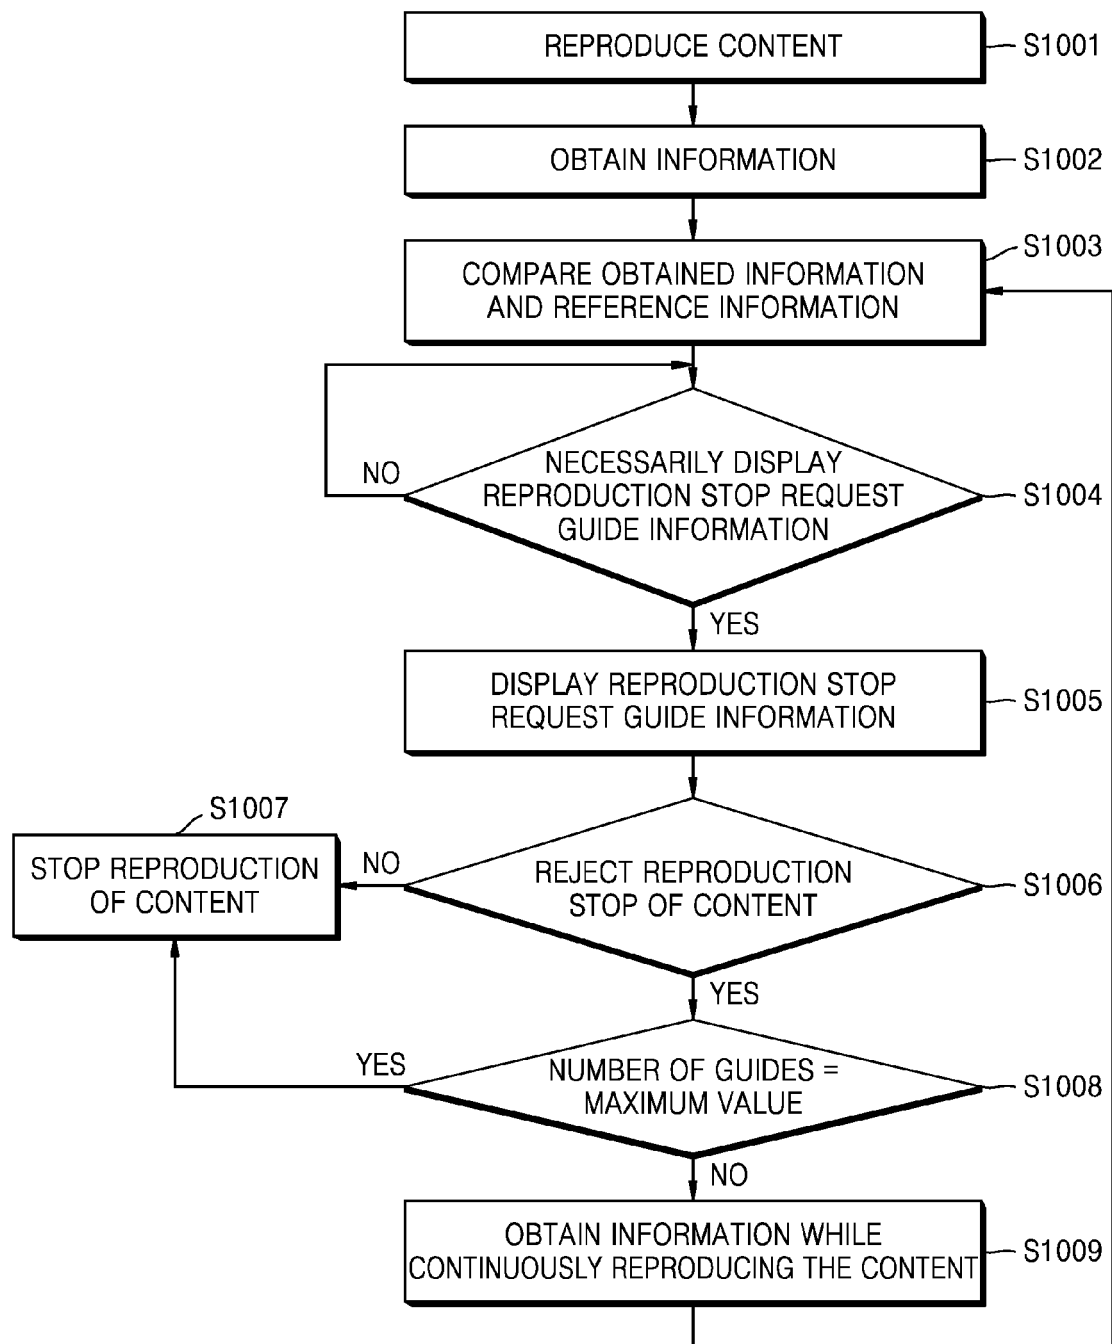 REPRODUCE CONTENT
S1001
OBTAIN INFORMATION
S1002
COMPARE OBTAINED INFORMATION
AND REFERENCE INFORMATION
S1003
NO
NECESSARILY DISPLAY
REPRODUCTION STOP REQUEST
GUIDE INFORMATION
S1004
YES
DISPLAY REPRODUCTION STOP
REQUEST GUIDE INFORMATION
S1005
S1007
STOP REPRODUCTION
OF CONTENT
NO
REJECT REPRODUCTION
STOP OF CONTENT
S1006
YES
YES
NUMBER OF GUIDES =
MAXIMUM VALUE
S1008
NO
OBTAIN INFORMATION WHILE
CONTINUOUSLY REPRODUCING THE CONTENT
S1009